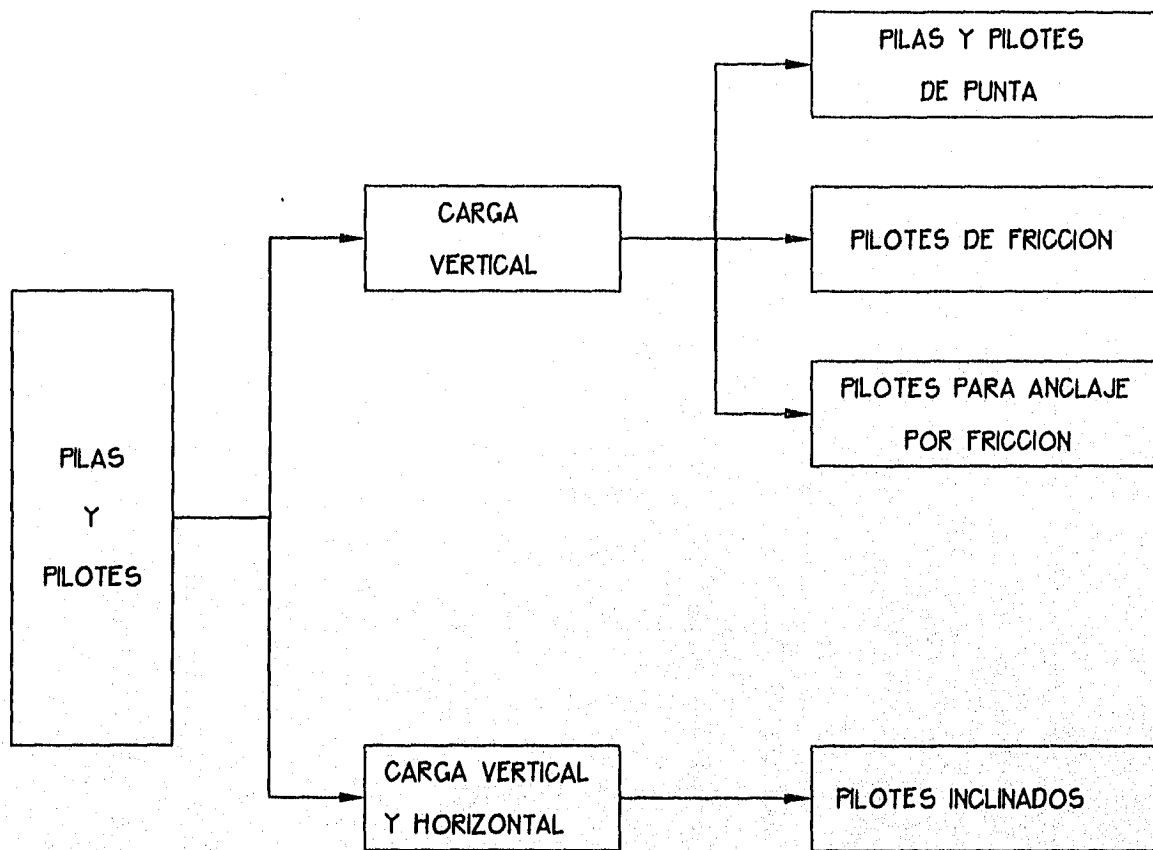 PILAS Y PILOTES
DE PUNTA
CARGA
VERTICAL
PILOTES DE FRICCION
PILOTES PARA ANCLAJE
POR FRICCION
PILAS
Y
PILOTES
CARGA VERTICAL
Y HORIZONTAL
PILOTES INCLINADOS